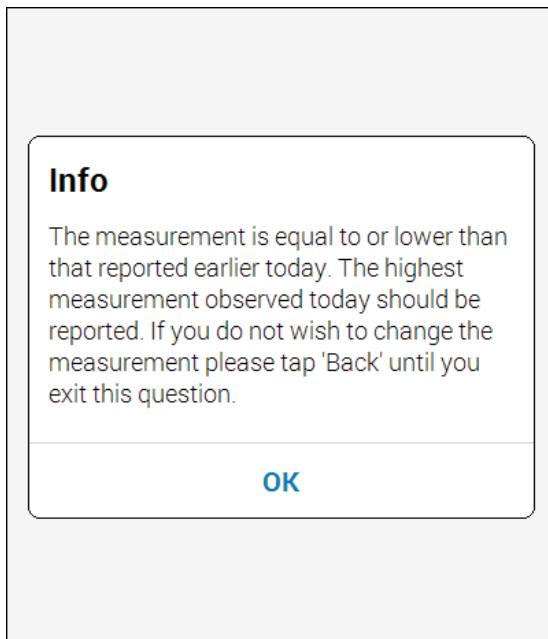 Info
The measurement is equal to or lower than
that reported earlier today. The highest
measurement observed today should be
reported. If you do not wish to change the
measurement please tap 'Back' until you
exit this question.
OK